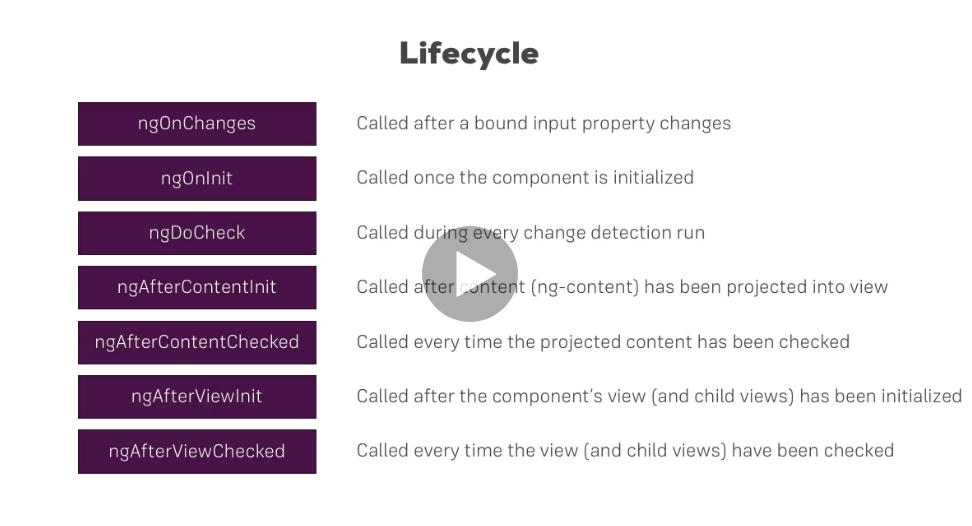 Lifecycle
ngOnChanges Called after a bound input property changes
ngOnInit Called once the component is initialized
ngDoCheck Called during every change detection run
ngAfterContentInit Called after content (ng-content) has been projected into view
ngAfterContentChecked Called every time the projected content has been checked
ngAfterViewInit Called after the component's view (and child views) has been initialized
ngAfterViewChecked Called every time the view (and child views) have been checked